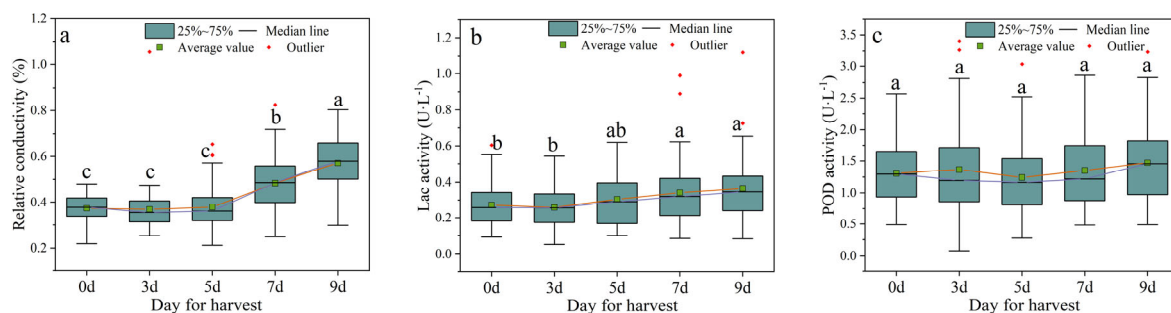 a
25%~75% Median line
Average value Outlier
Relative conductivity (%)
1.2
1.0
0.8
0.6
0.4
0.2
c c c b a
0d 3d 5d 7d 9d
Day for harvest
b
25%~75% Median line
Average value Outlier
Lac activity (U·L⁻¹)
1.2
1.0
0.8
0.6
0.4
0.2
0.0
b b ab a a
0d 3d 5d 7d 9d
Day for harvest
c
25%~75% Median line
Average value Outlier
POD activity (U·L⁻¹)
3.5
3.0
2.5
2.0
1.5
1.0
0.5
0.0
a a a a a
0d 3d 5d 7d 9d
Day for harvest